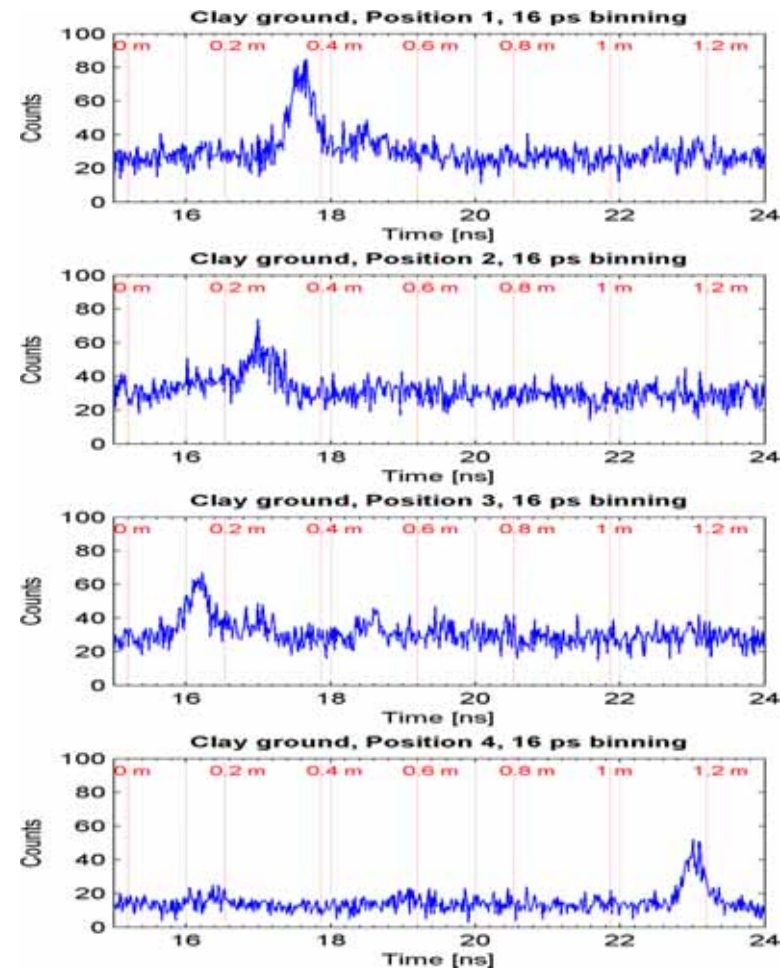 Clay ground, Position 1, 16 ps binning
100
0 m 0.2 m 0.4 m 0.6 m 0.8 m 1 m 1.2 m
80
60
40
20
0
Counts
16 18 20 22 24
Time [ns]
Clay ground, Position 2, 16 ps binning
100
0 m 0.2 m 0.4 m 0.6 m 0.8 m 1 m 1.2 m
80
60
40
20
0
Counts
16 18 20 22 24
Time [ns]
Clay ground, Position 3, 16 ps binning
100
0 m 0.2 m 0.4 m 0.6 m 0.8 m 1 m 1.2 m
80
60
40
20
0
Counts
16 18 20 22 24
Time [ns]
Clay ground, Position 4, 16 ps binning
100
0 m 0.2 m 0.4 m 0.6 m 0.8 m 1 m 1.2 m
80
60
40
20
0
Counts
16 18 20 22 24
Time [ns]